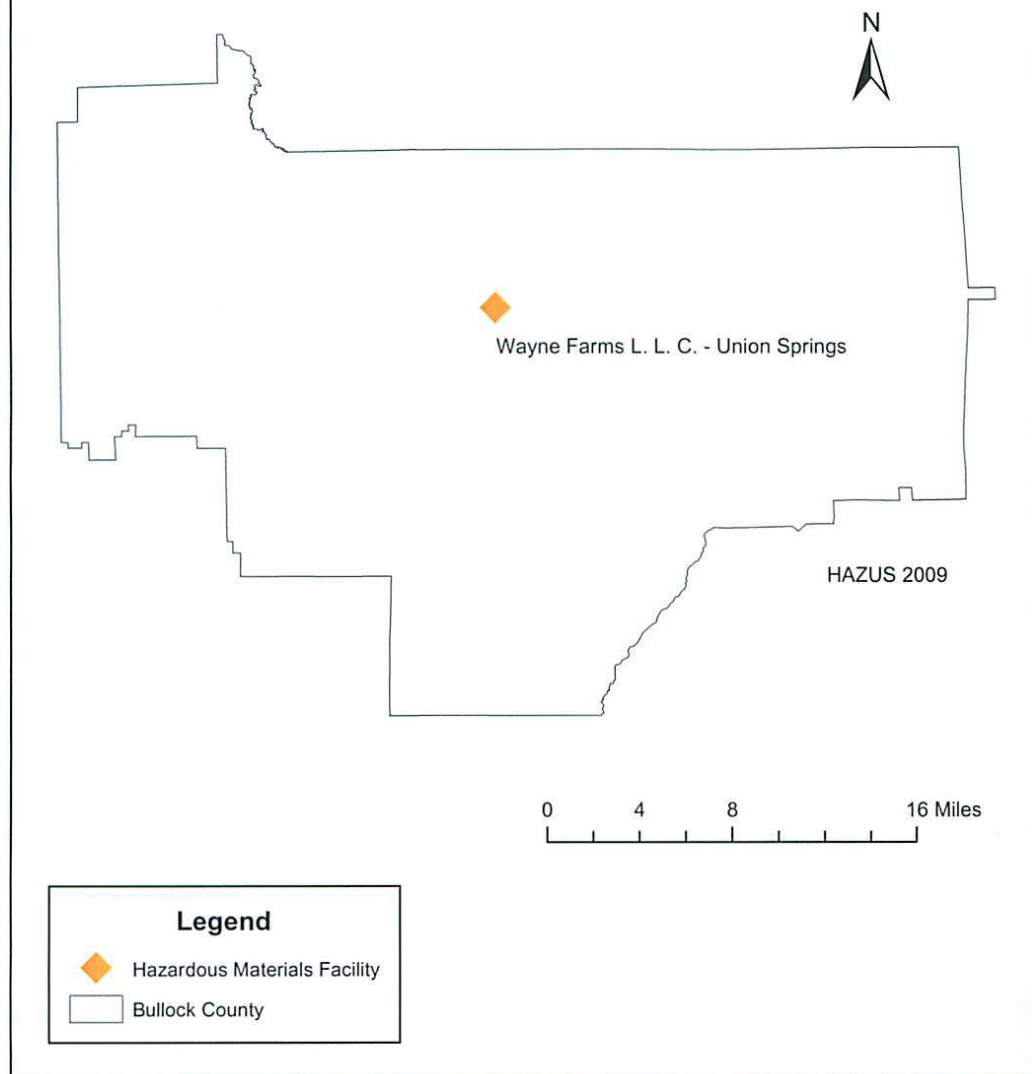 N
Wayne Farms L. L. C. - Union Springs
HAZUS 2009
0 4 8 16 Miles
Legend
Hazardous Materials Facility
Bullock County